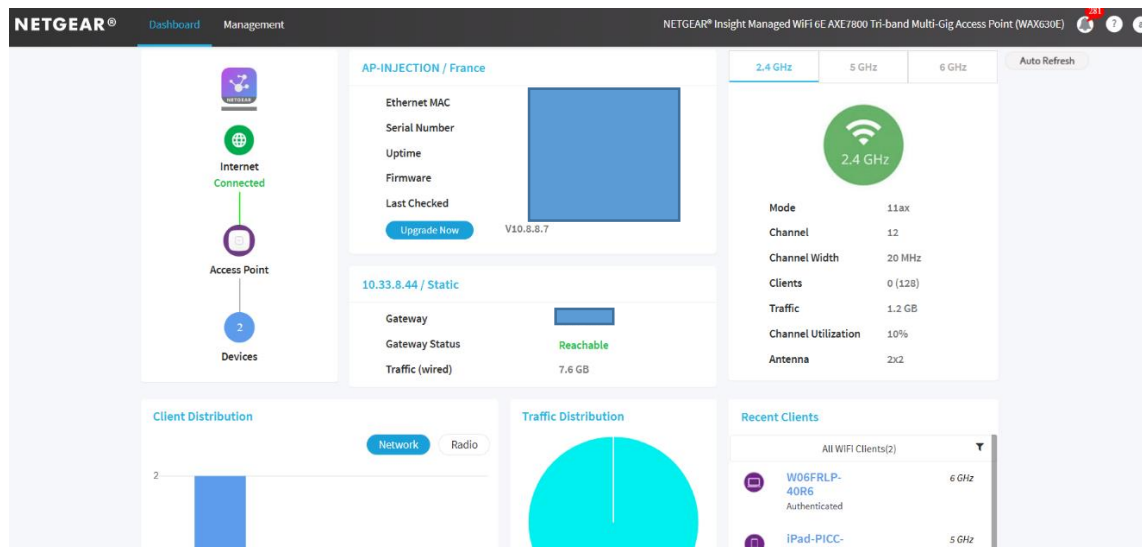 NETGEAR® Dashboard Management NETGEAR® Insight Managed WiFi 6E AXE7800 Tri-band Multi-Gig Access Point (WAX630E) 281 ?
NETGEAR
Internet
Connected
Access Point
2
Devices
AP-INJECTION / France
Ethernet MAC
Serial Number
Uptime
Firmware
Last Checked
Upgrade Now V10.8.8.7
10.33.8.44 / Static
Gateway
Gateway Status Reachable
Traffic (wired) 7.6 GB
2.4 GHz 5 GHz 6 GHz
Auto Refresh
2.4 GHz
Mode 11ax
Channel 12
Channel Width 20 MHz
Clients 0 (128)
Traffic 1.2 GB
Channel Utilization 10%
Antenna 2x2
Client Distribution
Network Radio
2
Traffic Distribution
Recent Clients
All WiFi Clients(2)
W06FRLP-
40R6
6 GHz
Authenticated
iPad-PICC- 5 GHz